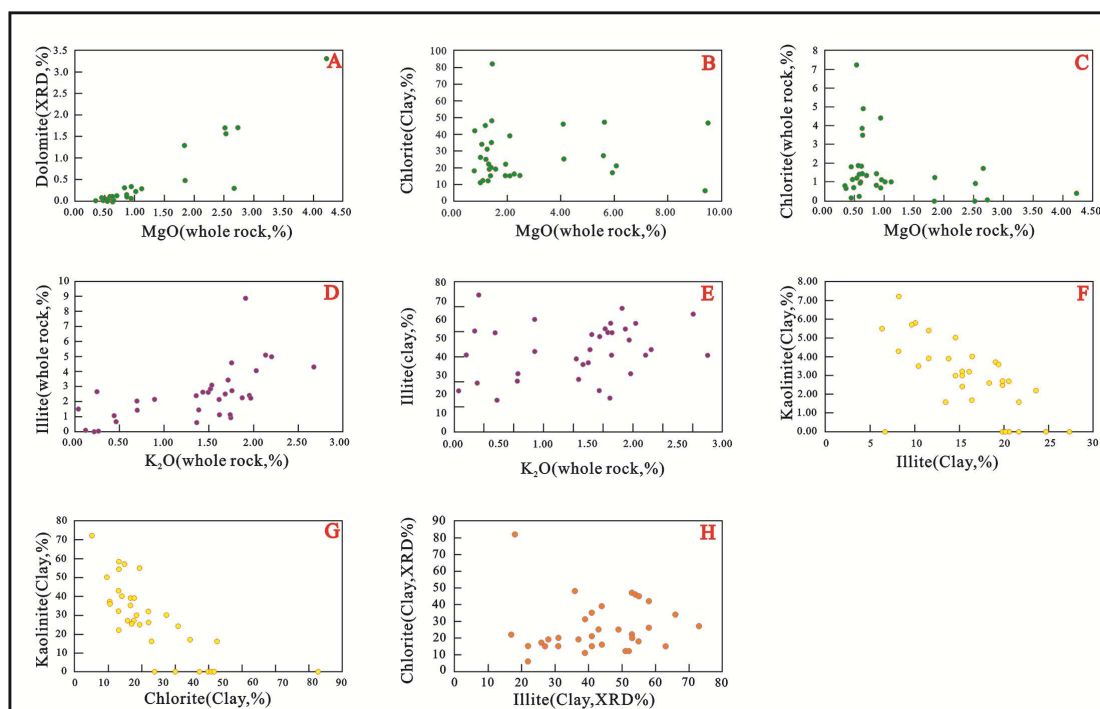 A
Dolomite(XRD,%)
3.5
3.0
2.5
2.0
1.5
1.0
0.5
0.0
0.00 0.50 1.00 1.50 2.00 2.50 3.00 3.50 4.00 4.50
MgO(whole rock,%)
B
Chlorite(Clay,%)
100
90
80
70
60
50
40
30
20
10
0
0.00 2.00 4.00 6.00 8.00 10.00
MgO(whole rock,%)
C
Chlorite(whole rock,%)
8
7
6
5
4
3
2
1
0
0.00 0.50 1.00 1.50 2.00 2.50 3.00 3.50 4.00 4.50
MgO(whole rock,%)
D
Illite(whole rock,%)
10
9
8
7
6
5
4
3
2
1
0
0.00 0.50 1.00 1.50 2.00 2.50 3.00
K₂O(whole rock,%)
E
Illite(clay,%)
80
70
60
50
40
30
20
10
0
0.00 0.50 1.00 1.00 2.00 2.50 3.00
K₂O(whole rock,%)
F
Kaolinite(Clay,%)
8.00
7.00
6.00
5.00
4.00
3.00
2.00
1.00
0.00
0 5 10 15 20 25 30
Illite(Clay,%)
G
Kaolinite(Clay,%)
80
70
60
50
40
30
20
10
0
0 10 20 30 40 50 60 70 80 90
Chlorite(Clay,%)
H
Chlorite(Clay,XRD%)
90
80
70
60
50
40
30
20
10
0
0 10 20 30 40 50 60 70 80
Illite(Clay,XRD%)